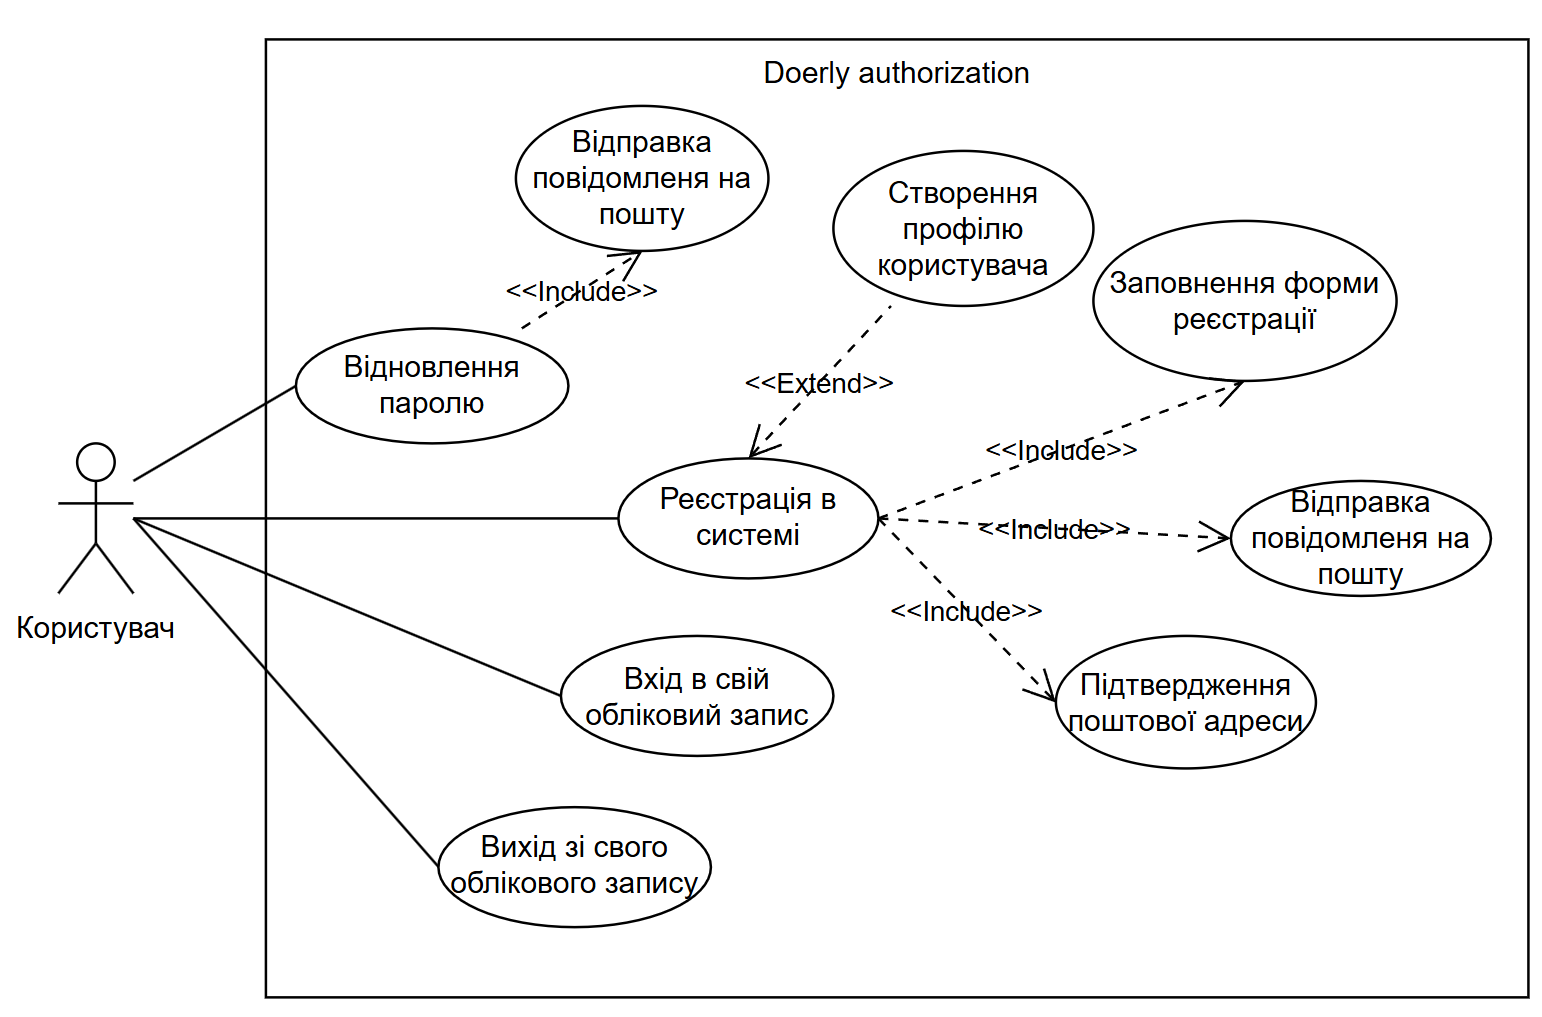 Doerly authorization
Відправка
повідомленя на
пошту
Створення
профілю
користувача
Заповнення форми
реєстрації
<<Include>>
Відновлення
паролю
<<Extend>>
<<Include>>
Реєстрація в
системі
<<Include>>
Відправка
повідомленя на
пошту
<<Include>>
Користувач
Вхід в свій
обліковий запис
Підтвердження
поштової адреси
Вихід зі свого
облікового запису